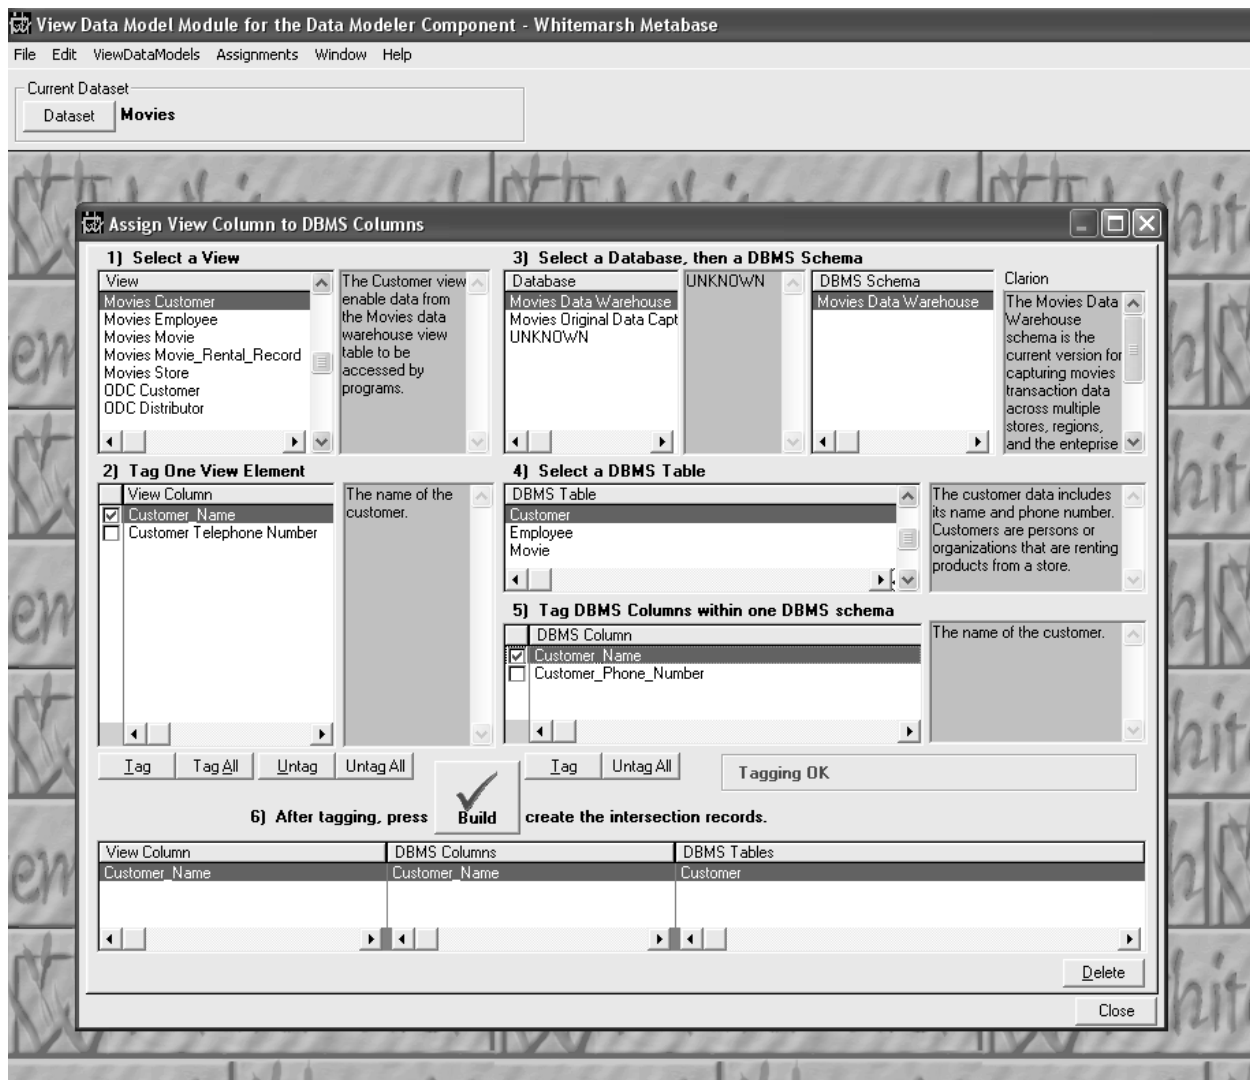 View Data Model Module for the Data Modeler Component - Whitemarsh Metabase
File Edit ViewDataModels Assignments Window Help
Current Dataset
Dataset Movies
Assign View Column to DBMS Columns
1) Select a View
View
Movies Customer
Movies Employee
Movies Movie
Movies Movie_Rental_Record
Movies Store
ODC Customer
ODC Distributor
The Customer view
enable data from
the Movies data
warehouse view
table to be
accessed by
programs.
3) Select a Database, then a DBMS Schema
Database
Movies Data Warehouse
Movies Original Data Capt
UNKNOWN
UNKNOWN
DBMS Schema
Movies Data Warehouse
Clarion
The Movies Data
Warehouse
schema is the
current version for
capturing movies
transaction data
across multiple
stores, regions,
and the enteprise
2) Tag One View Element
View Column
Customer_Name
Customer Telephone Number
The name of the
customer.
4) Select a DBMS Table
DBMS Table
Customer
Employee
Movie
The customer data includes
its name and phone number.
Customers are persons or
organizations that are renting
products from a store.
5) Tag DBMS Columns within one DBMS schema
DBMS Column
Customer_Name
Customer_Phone_Number
The name of the customer.
Tag Tag All Untag Untag All
Tag Untag All
Tagging OK
6) After tagging, press Build create the intersection records.
View Column DBMS Columns DBMS Tables
Customer_Name Customer_Name Customer
Delete
Close